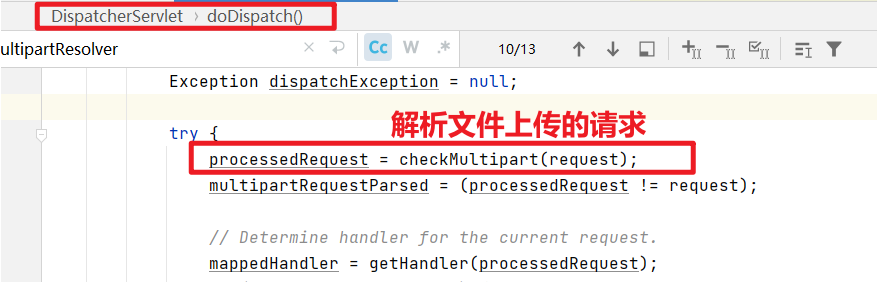 DispatcherServlet › doDispatch()
ultipartResolver × Cc W .* 10/13
Exception dispatchException = null;
解析文件上传的请求
try {
processedRequest = checkMultipart(request);
multipartRequestParsed = (processedRequest != request);
// Determine handler for the current request.
mappedHandler = getHandler(processedRequest);